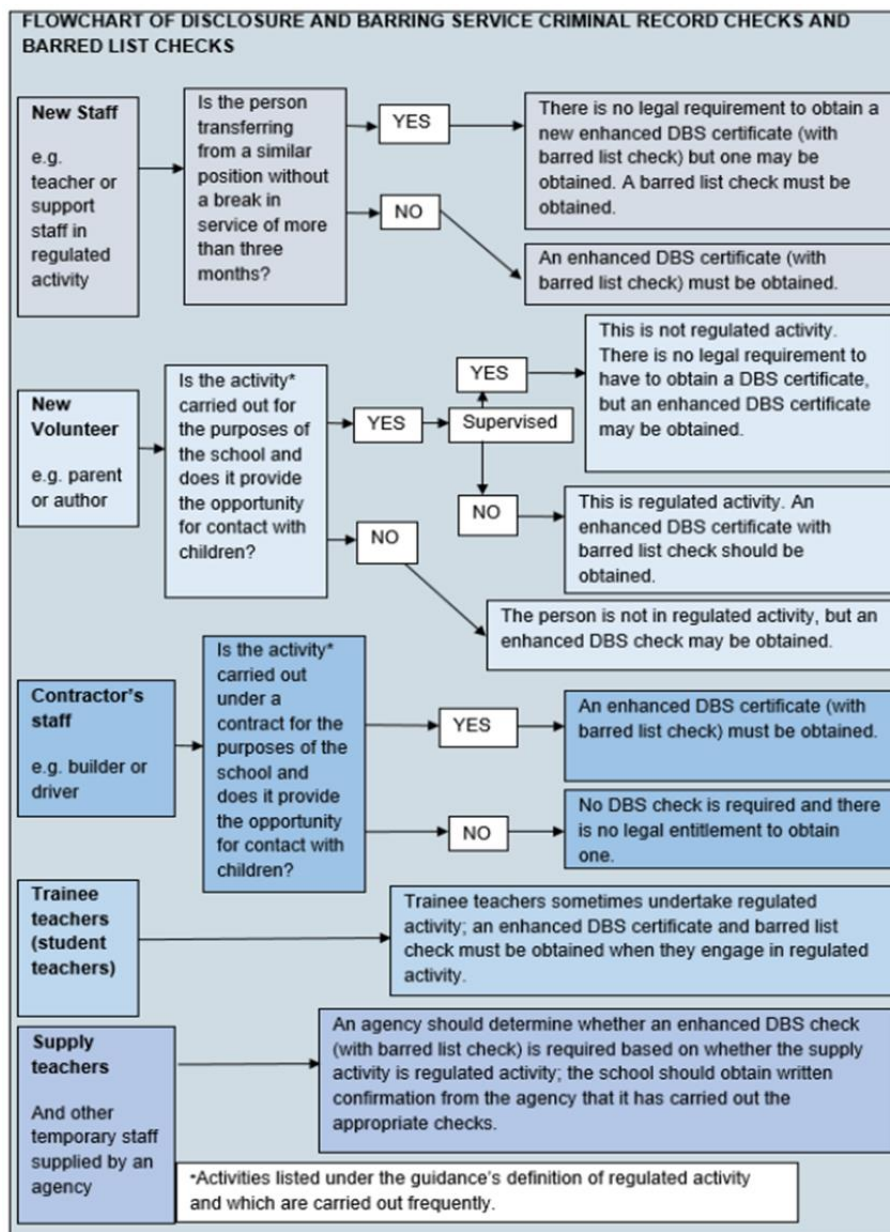 FLOWCHART OF DISCLOSURE AND BARRING SERVICE CRIMINAL RECORD CHECKS AND
BARRED LIST CHECKS
New Staff
e.g.
teacher or
support
staff in
regulated
activity
Is the person
transferring
from a similar
position without
a break in
service of more
than three
months?
YES
There is no legal requirement to obtain a
new enhanced DBS certificate (with
barred list check) but one may be
obtained. A barred list check must be
obtained.
NO
An enhanced DBS certificate (with
barred list check) must be obtained.
New
Volunteer
e.g. parent
or author
Is the activity*
carried out for
the purposes of
the school and
does it provide
the opportunity
for contact with
children?
YES
Supervised
YES
This is not regulated activity.
There is no legal requirement to
have to obtain a DBS certificate,
but an enhanced DBS certificate
may be obtained.
NO
This is regulated activity. An
enhanced DBS certificate with
barred list check should be
obtained.
NO
The person is not in regulated activity, but an
enhanced DBS check may be obtained.
Contractor's
staff
e.g. builder or
driver
Is the activity*
carried out
under a
contract for the
purposes of the
school and
does it provide
the opportunity
for contact with
children?
YES
An enhanced DBS certificate (with
barred list check) must be obtained.
NO
No DBS check is required and there
is no legal entitlement to obtain
one.
Trainee
teachers
(student
teachers)
Trainee teachers sometimes undertake regulated
activity; an enhanced DBS certificate and barred list
check must be obtained when they engage in regulated
activity.
Supply
teachers
And other
temporary staff
supplied by an
agency
An agency should determine whether an enhanced DBS check
(with barred list check) is required based on whether the supply
activity is regulated activity; the school should obtain written
confirmation from the agency that it has carried out the
appropriate checks.
*Activities listed under the guidance's definition of regulated activity
and which are carried out frequently.